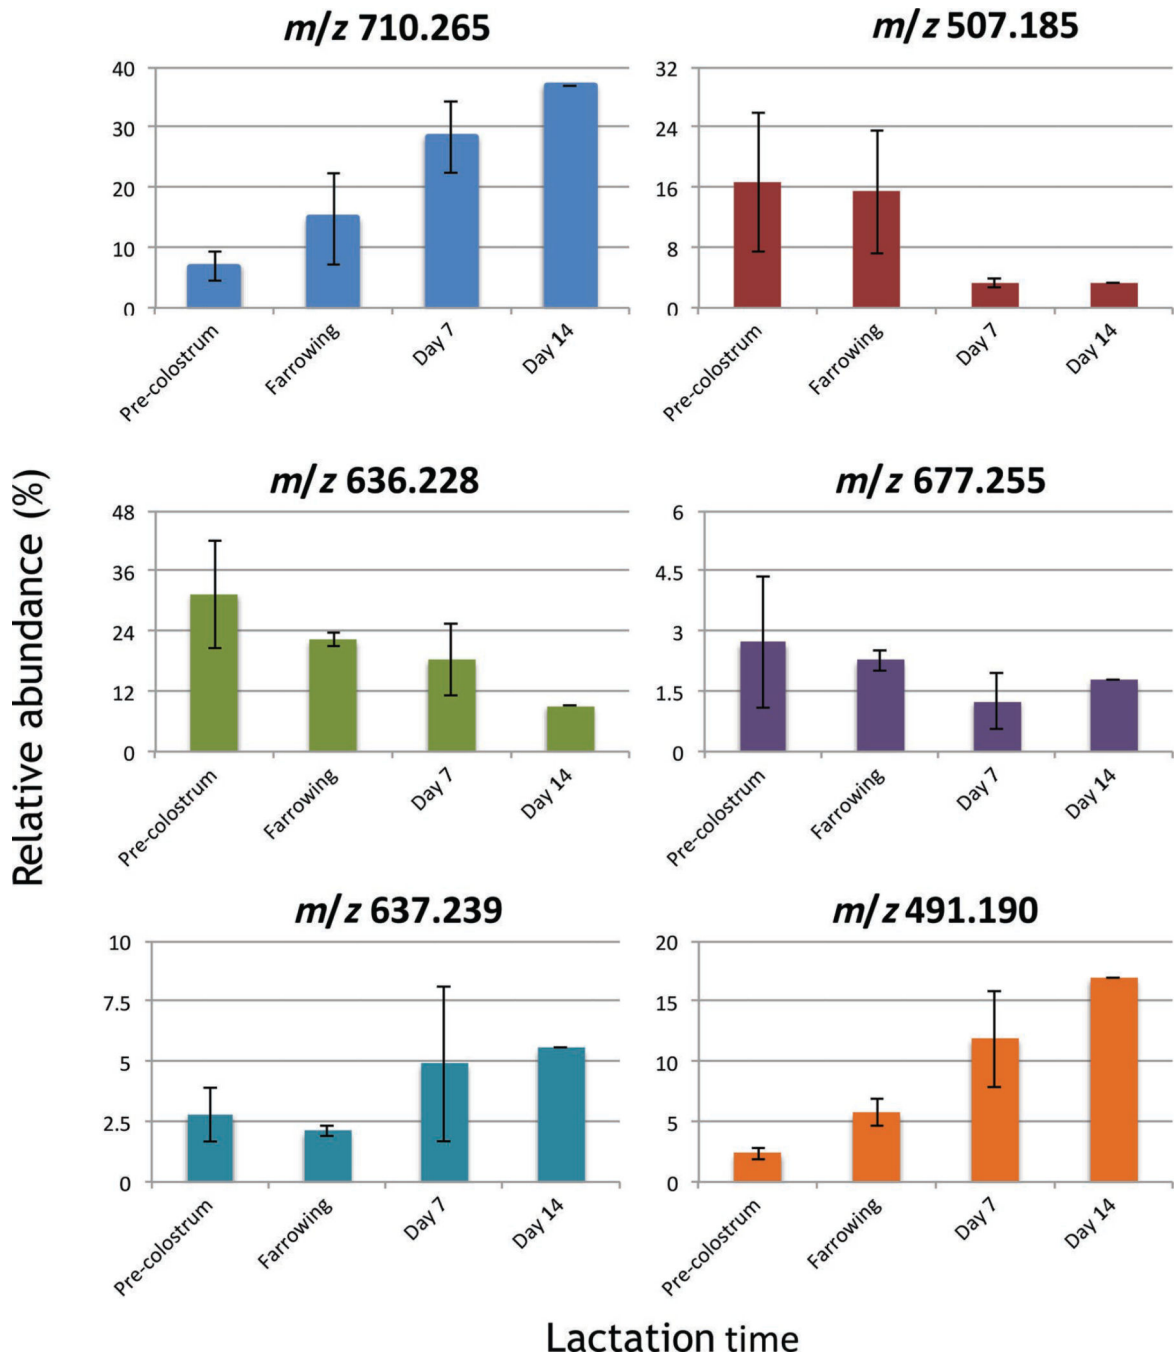 m/z 710.265
40
30
20
10
0
Pre-colostrum
Farrowing
Day 7
Day 14
m/z 507.185
32
24
16
8
0
Pre-colostrum
Farrowing
Day 7
Day 14
Relative abundance (%)
m/z 636.228
48
36
24
12
0
Pre-colostrum
Farrowing
Day 7
Day 14
m/z 677.255
6
4.5
3
1.5
0
Pre-colostrum
Farrowing
Day 7
Day 14
m/z 637.239
10
7.5
5
2.5
0
Pre-colostrum
Farrowing
Day 7
Day 14
m/z 491.190
20
15
10
5
0
Pre-colostrum
Farrowing
Day 7
Day 14
Lactation time